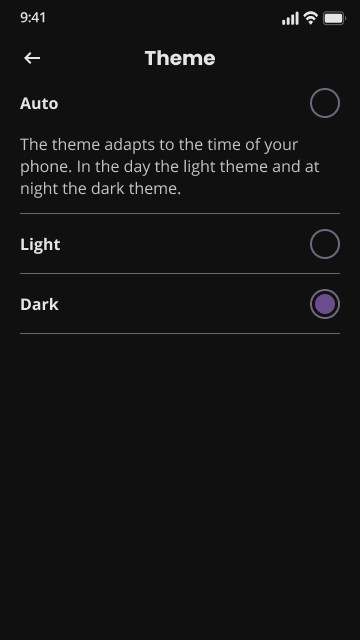 9:41
Theme
Auto
The theme adapts to the time of your
phone. In the day the light theme and at
night the dark theme.
Light
Dark